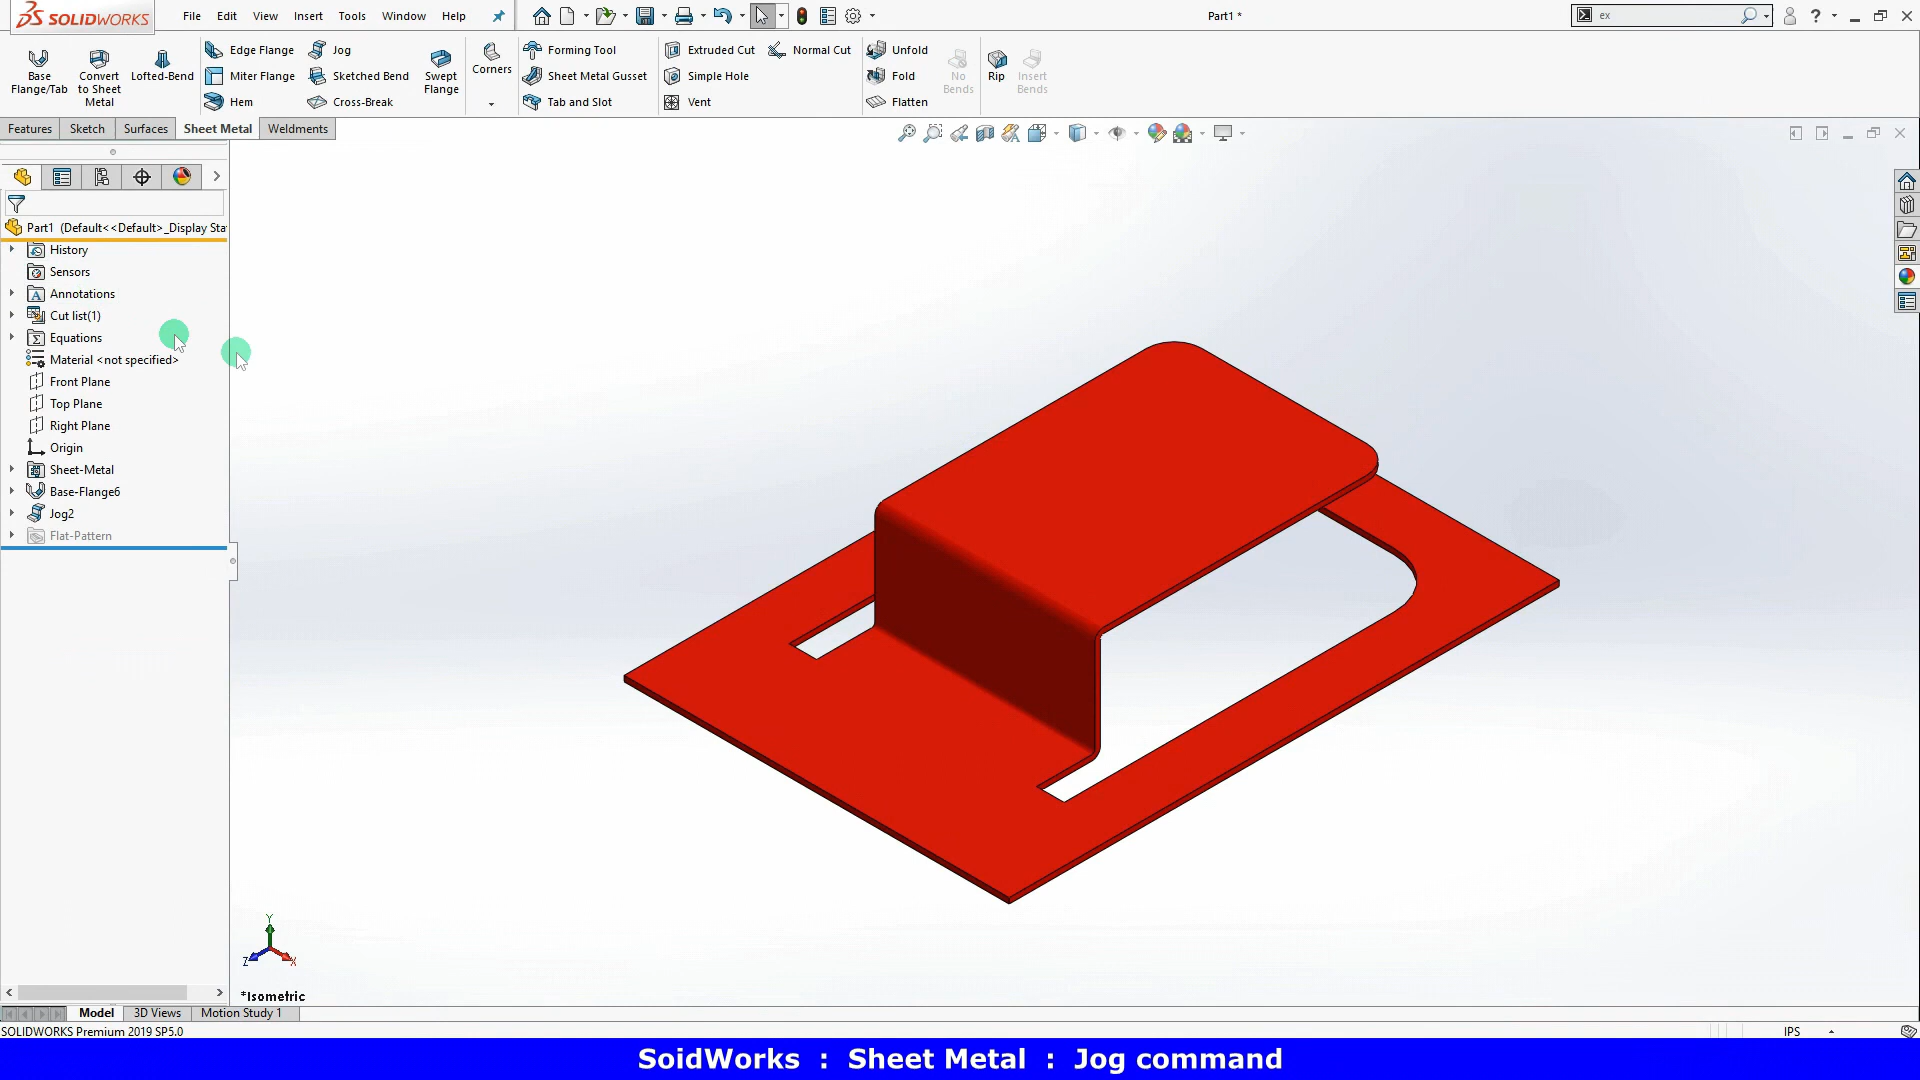 SOLIDWORKS File Edit View Insert Tools Window Help Part1 * ex
Base Flange/Tab
Convert to Sheet Metal
Lofted-Bend
Edge Flange
Miter Flange
Hem
Jog
Sketched Bend
Cross-Break
Swept Flange
Corners
Forming Tool
Sheet Metal Gusset
Tab and Slot
Extruded Cut
Simple Hole
Vent
Normal Cut
Unfold
Fold
Flatten
No Bends
Rip
Insert Bends
Features Sketch Surfaces Sheet Metal Weldments
Part1 (Default<<Default>_Display Sta
History
Sensors
Annotations
Cut list(1)
Equations
Material <not specified>
Front Plane
Top Plane
Right Plane
Origin
Sheet-Metal
Base-Flange6
Jog2
Flat-Pattern
Y
Z X
*Isometric
Model 3D Views Motion Study 1
SOLIDWORKS Premium 2019 SP5.0 IPS
SoidWorks : Sheet Metal : Jog command